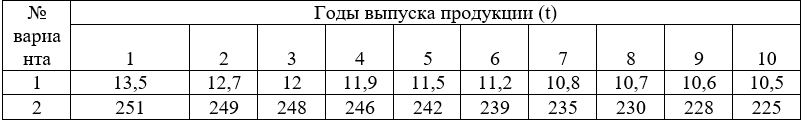 № вариа нта Годы выпуска продукции (t)
1 2 3 4 5 6 7 8 9 10
1 13,5 12,7 12 11,9 11,5 11,2 10,8 10,7 10,6 10,5
2 251 249 248 246 242 239 235 230 228 225